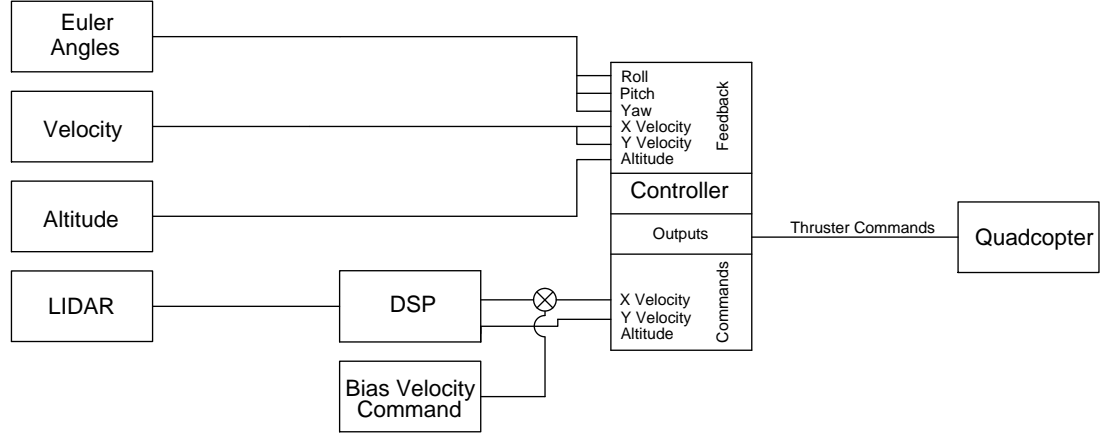 Euler
Angles
Velocity
Altitude
LIDAR
DSP
Bias Velocity
Command
Roll
Pitch
Yaw
X Velocity
Y Velocity
Altitude
Feedback
Controller
Outputs
X Velocity
Y Velocity
Altitude
Commands
Thruster Commands
Quadcopter